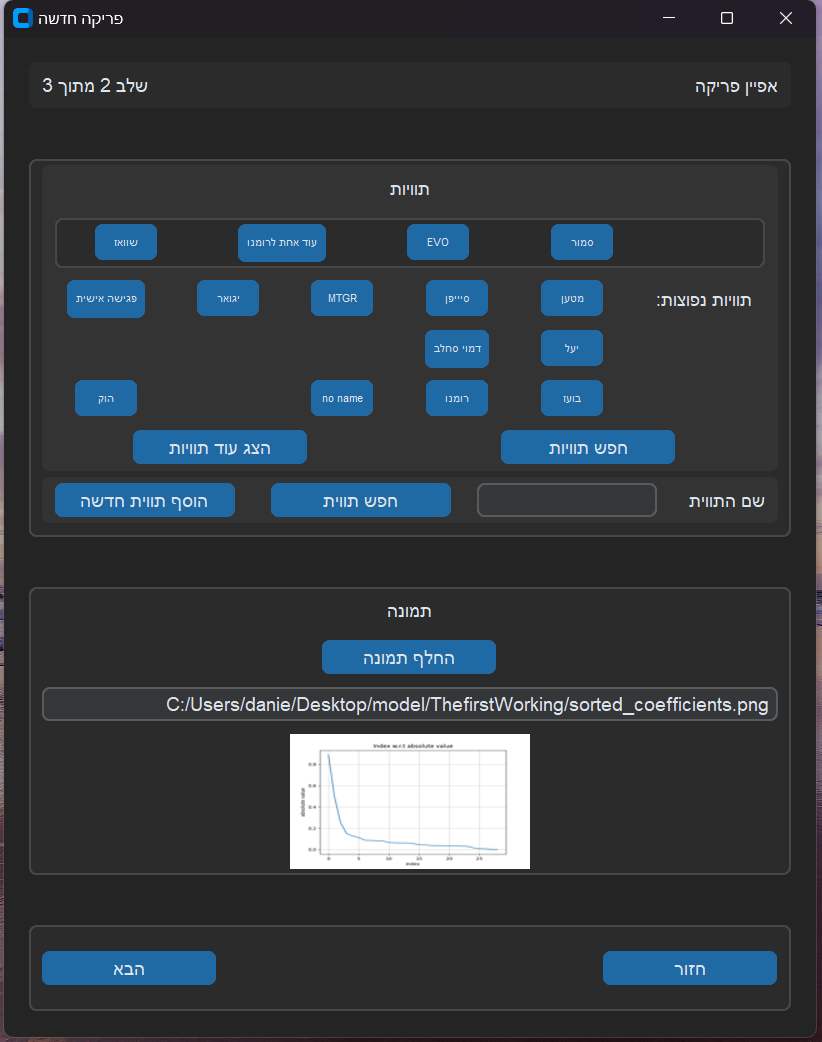 פריקה חדשה
אפיין פריקה שלב 2 מתוך 3
תוויות
סמור EVO עוד אחת לרומנו שוואז
תוויות נפוצות: מטען סייפן MTGR יגואר פגישה אישית
יעל דמוי סחלב
בועז רומנו no name הוק
חפש תוויות הצג עוד תוויות
שם התווית חפש תווית הוסף תווית חדשה
תמונה
החלף תמונה
C:/Users/danie/Desktop/model/ThefirstWorking/sorted_coefficients.png
Index w.r.t absolute value
absolute value
0.8
0.6
0.4
0.2
0.0
0 5 10 15 20 25
index
חזור הבא